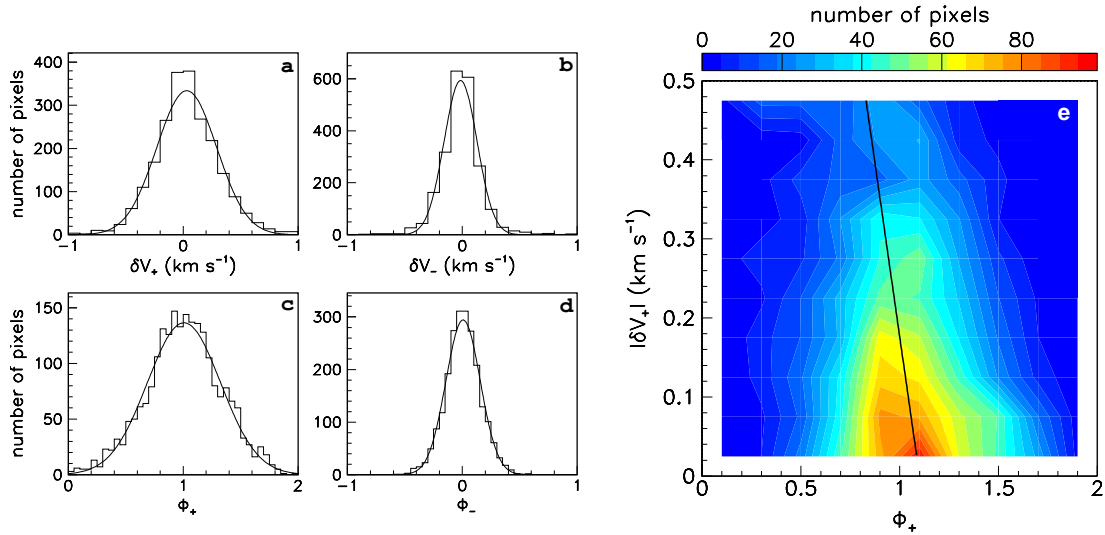 number of pixels
0 20 40 60 80
400
300
200
100
0
number of pixels
a
−1 0 1
δV₊ (km s⁻¹)
600
400
200
0
b
−1 0 1
δV₋ (km s⁻¹)
150
100
50
0
number of pixels
c
0 1 2
ϕ₊
300
200
100
0
d
−1 0 1
ϕ₋
0.5
0.4
0.3
0.2
0.1
0
|δV₊| (km s⁻¹)
e
0 0.5 1 1.5 2
ϕ₊